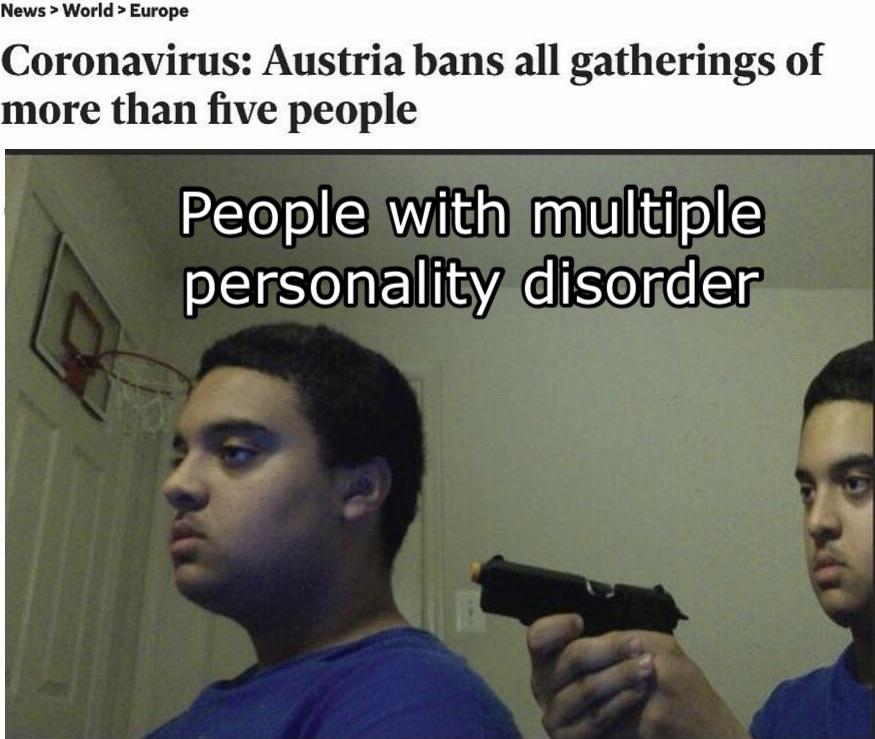 News > World > Europe
Coronavirus: Austria bans all gatherings of
more than five people
People with multiple
personality disorder